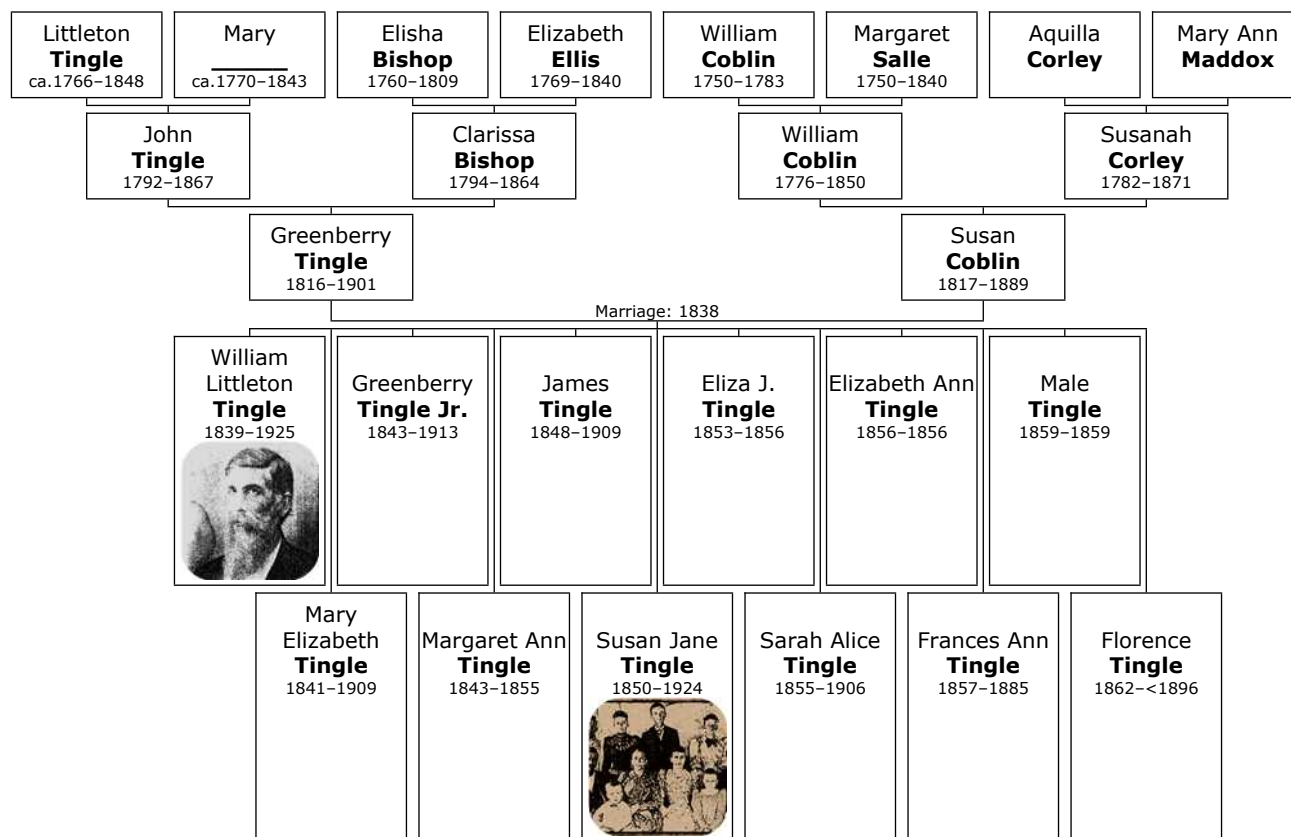 Littleton
Tingle
ca.1766–1848
Mary
______
ca.1770–1843
Elisha
Bishop
1760–1809
Elizabeth
Ellis
1769–1840
William
Coblin
1750–1783
Margaret
Salle
1750–1840
Aquilla
Corley
Mary Ann
Maddox
John
Tingle
1792–1867
Clarissa
Bishop
1794–1864
William
Coblin
1776–1850
Susanah
Corley
1782–1871
Greenberry
Tingle
1816–1901
Susan
Coblin
1817–1889
Marriage: 1838
William
Littleton
Tingle
1839–1925
Greenberry
Tingle Jr.
1843–1913
James
Tingle
1848–1909
Eliza J.
Tingle
1853–1856
Elizabeth Ann
Tingle
1856–1856
Male
Tingle
1859–1859
Mary
Elizabeth
Tingle
1841–1909
Margaret Ann
Tingle
1843–1855
Susan Jane
Tingle
1850–1924
Sarah Alice
Tingle
1855–1906
Frances Ann
Tingle
1857–1885
Florence
Tingle
1862–<1896